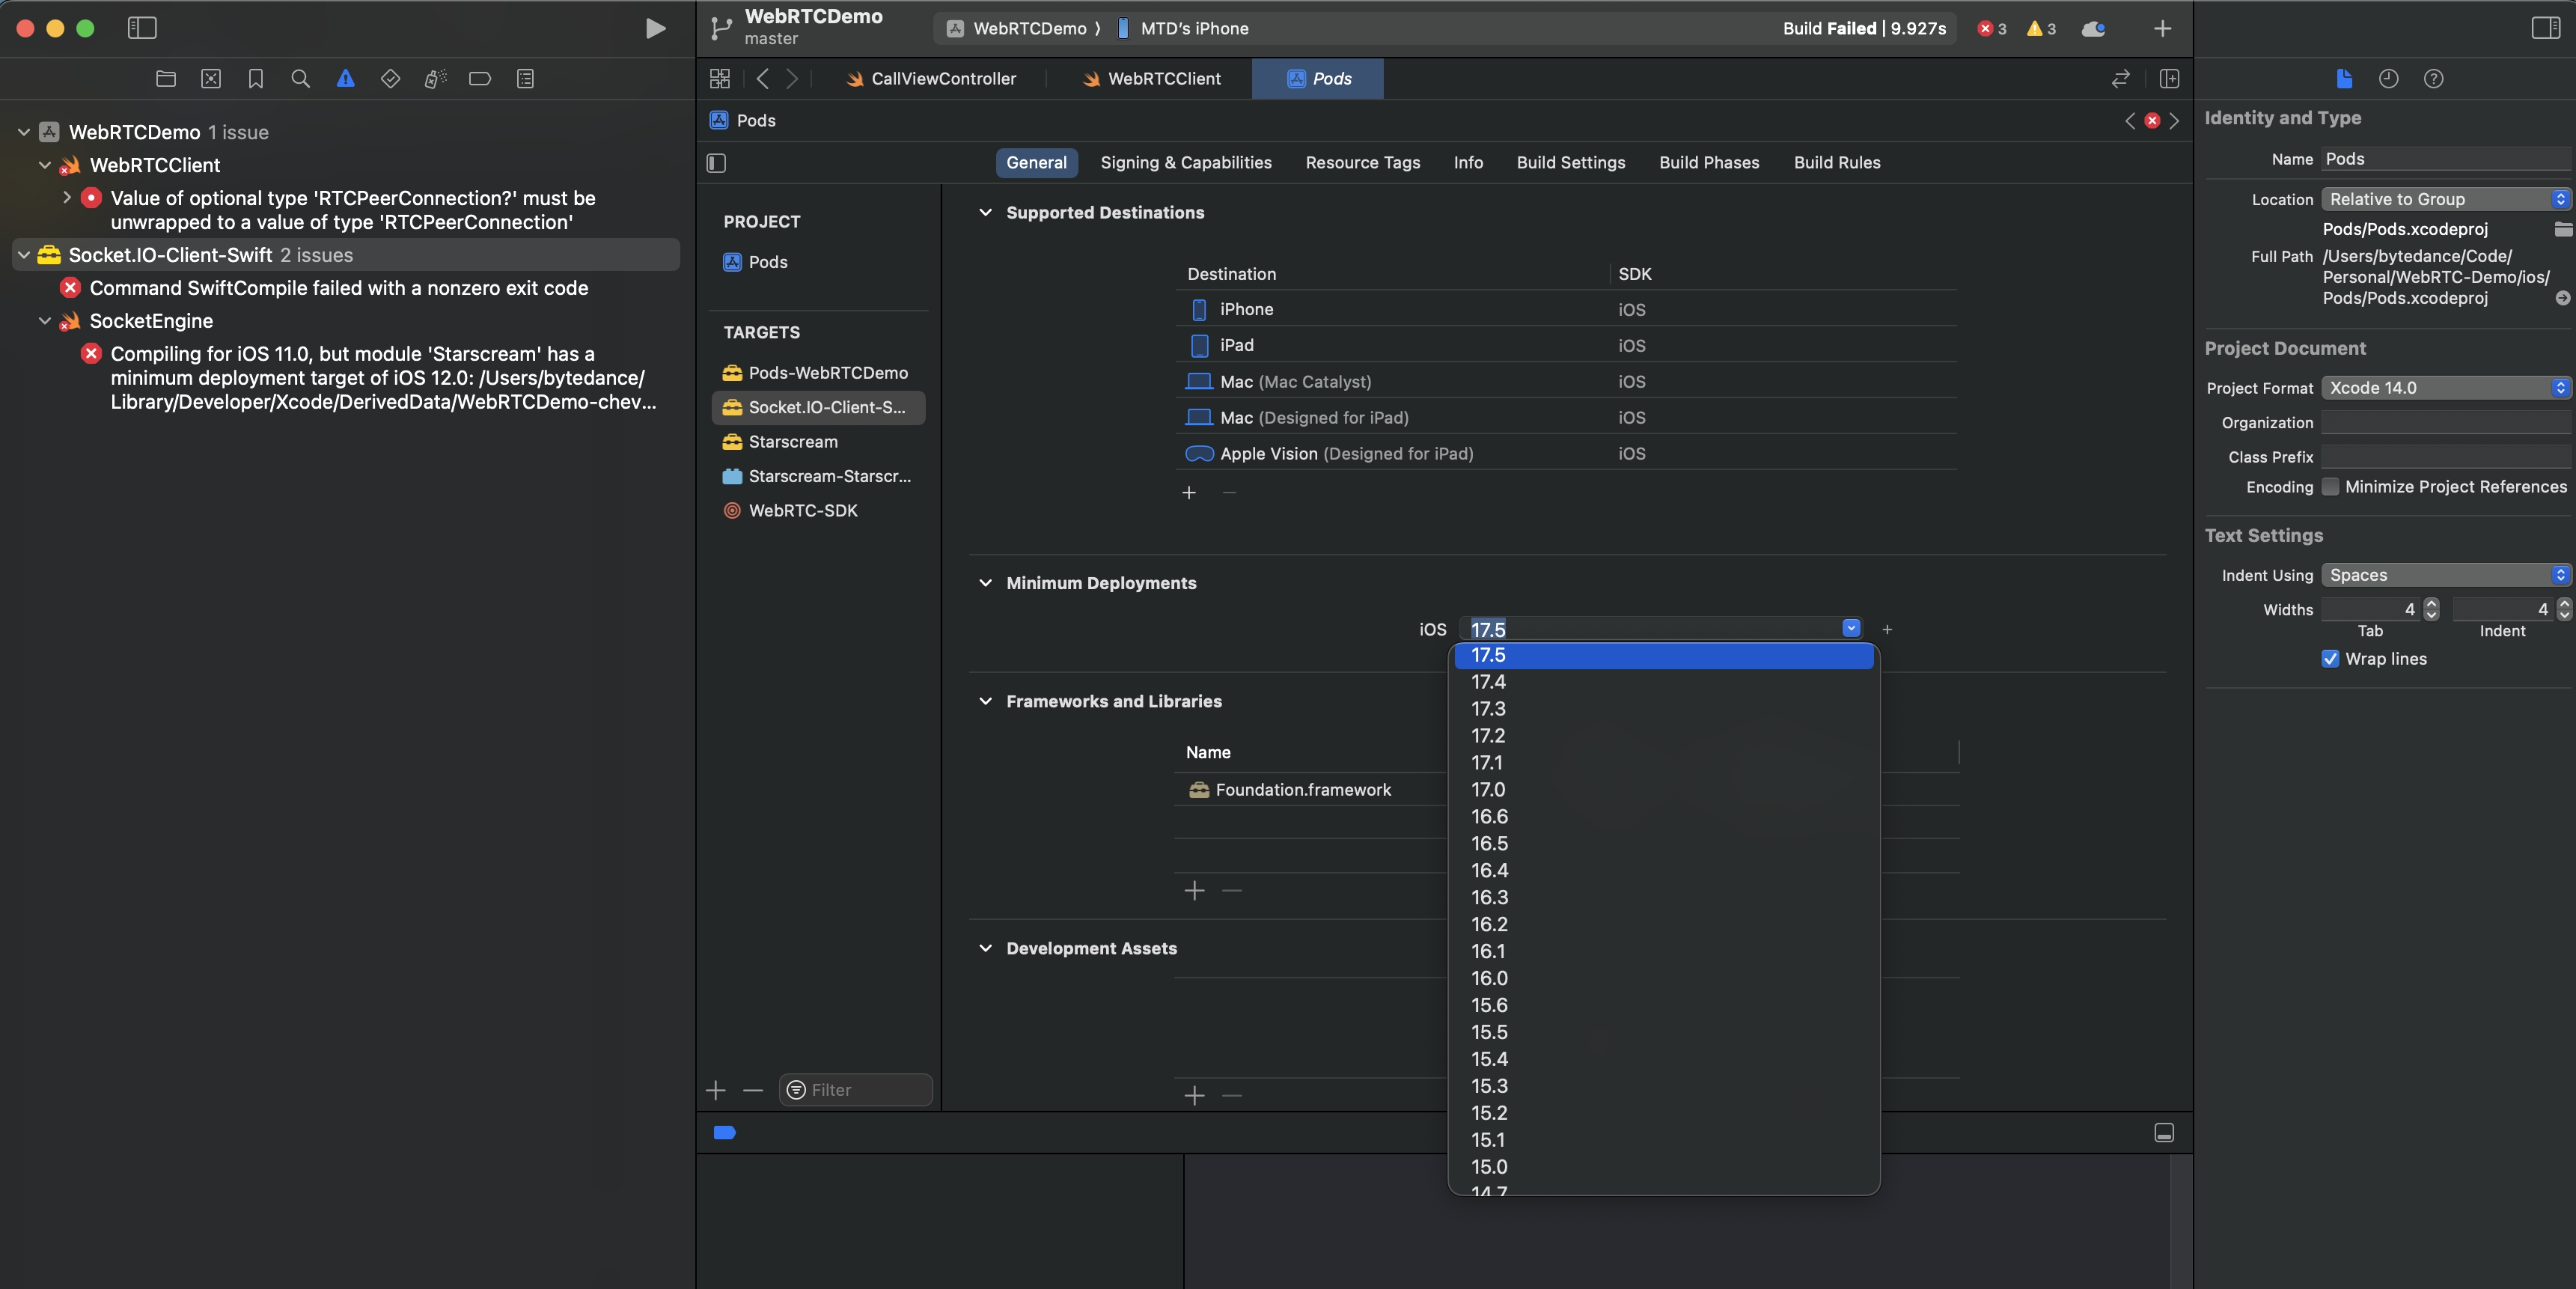 WebRTCDemo
master
WebRTCDemo
MTD's iPhone
Build Failed | 9.927s
3
3
CallViewController
WebRTCClient
Pods
Pods
General
Signing & Capabilities
Resource Tags
Info
Build Settings
Build Phases
Build Rules
WebRTCDemo 1 issue
WebRTCClient
Value of optional type 'RTCPeerConnection?' must be
unwrapped to a value of type 'RTCPeerConnection'
Socket.IO-Client-Swift 2 issues
Command SwiftCompile failed with a nonzero exit code
SocketEngine
Compiling for iOS 11.0, but module 'Starscream' has a
minimum deployment target of iOS 12.0: /Users/bytedance/
Library/Developer/Xcode/DerivedData/WebRTCDemo-chev...
PROJECT
Pods
TARGETS
Pods-WebRTCDemo
Socket.IO-Client-S...
Starscream
Starscream-Starscr...
WebRTC-SDK
Filter
Supported Destinations
Destination
SDK
iPhone
iOS
iPad
iOS
Mac (Mac Catalyst)
iOS
Mac (Designed for iPad)
iOS
Apple Vision (Designed for iPad)
iOS
Minimum Deployments
iOS
17.5
17.5
17.4
17.3
17.2
17.1
17.0
16.6
16.5
16.4
16.3
16.2
16.1
16.0
15.6
15.5
15.4
15.3
15.2
15.1
15.0
14.7
Frameworks and Libraries
Name
Foundation.framework
Development Assets
Identity and Type
Name
Pods
Location
Relative to Group
Pods/Pods.xcodeproj
Full Path
/Users/bytedance/Code/
Personal/WebRTC-Demo/ios/
Pods/Pods.xcodeproj
Project Document
Project Format
Xcode 14.0
Organization
Class Prefix
Encoding
Minimize Project References
Text Settings
Indent Using
Spaces
Widths
4
4
Tab
Indent
Wrap lines